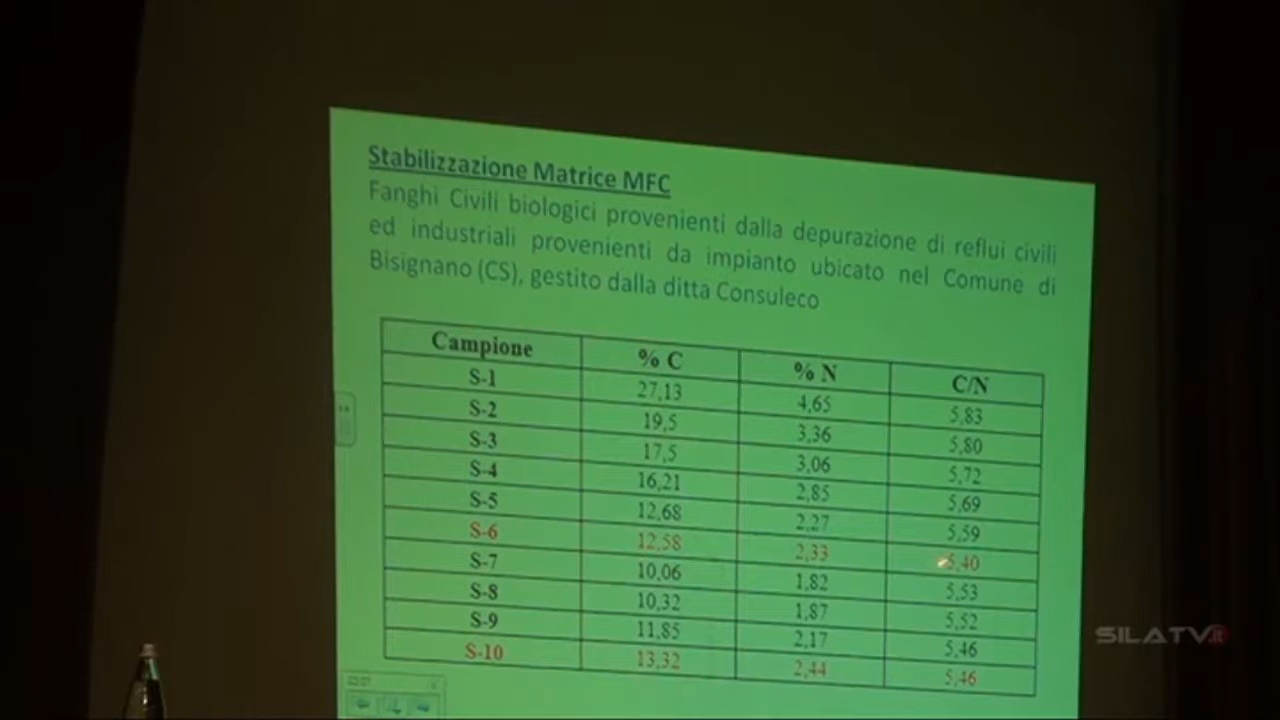 Stabilizzazione Matrice MFC
Fanghi Civili biologici provenienti dalla depurazione di reflui civili
ed industriali provenienti da impianto ubicato nel Comune di
Bisignano (CS), gestito dalla ditta Consuleco
Campione % C % N C/N
S-1 27,13 4,65 5,83
S-2 19,5 3,36 5,80
S-3 17,5 3,06 5,72
S-4 16,21 2,85 5,69
S-5 12,68 2,27 5,59
S-6 12,58 2,33 5,40
S-7 10,06 1,82 5,53
S-8 10,32 1,87 5,52
S-9 11,85 2,17 5,46
S-10 13,32 2,44 5,46
SILATV.it